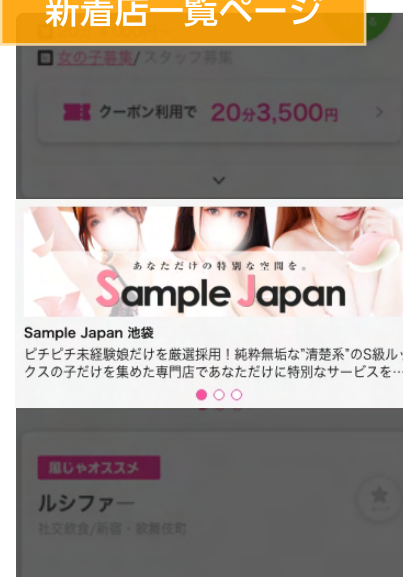 新着店一覧ページ
女の子募集/スタッフ募集
クーポン利用で 20分3,500円
あなただけの特別な空間を。
Sample Japan
Sample Japan 池袋
ピチピチ未経験娘だけを厳選採用！純粋無垢な”清楚系”のS級ルッ
クスの子だけを集めた専門店であなただけに特別なサービスを…
風じゃオススメ
ルシファー
社交飲食/新宿・歌舞伎町